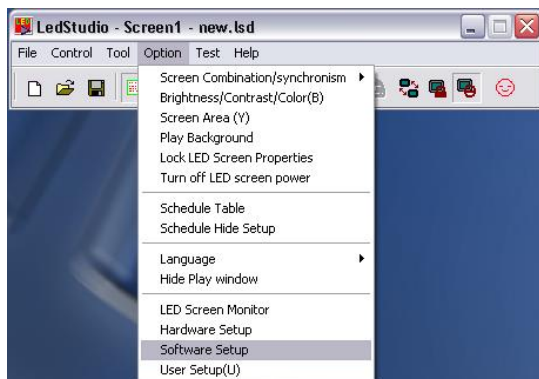 LedStudio - Screen1 - new.lsd
File Control Tool Option Test Help
Screen Combination/synchronism
Brightness/Contrast/Color(B)
Screen Area (Y)
Play Background
Lock LED Screen Properties
Turn off LED screen power
Schedule Table
Schedule Hide Setup
Language
Hide Play window
LED Screen Monitor
Hardware Setup
Software Setup
User Setup(U)